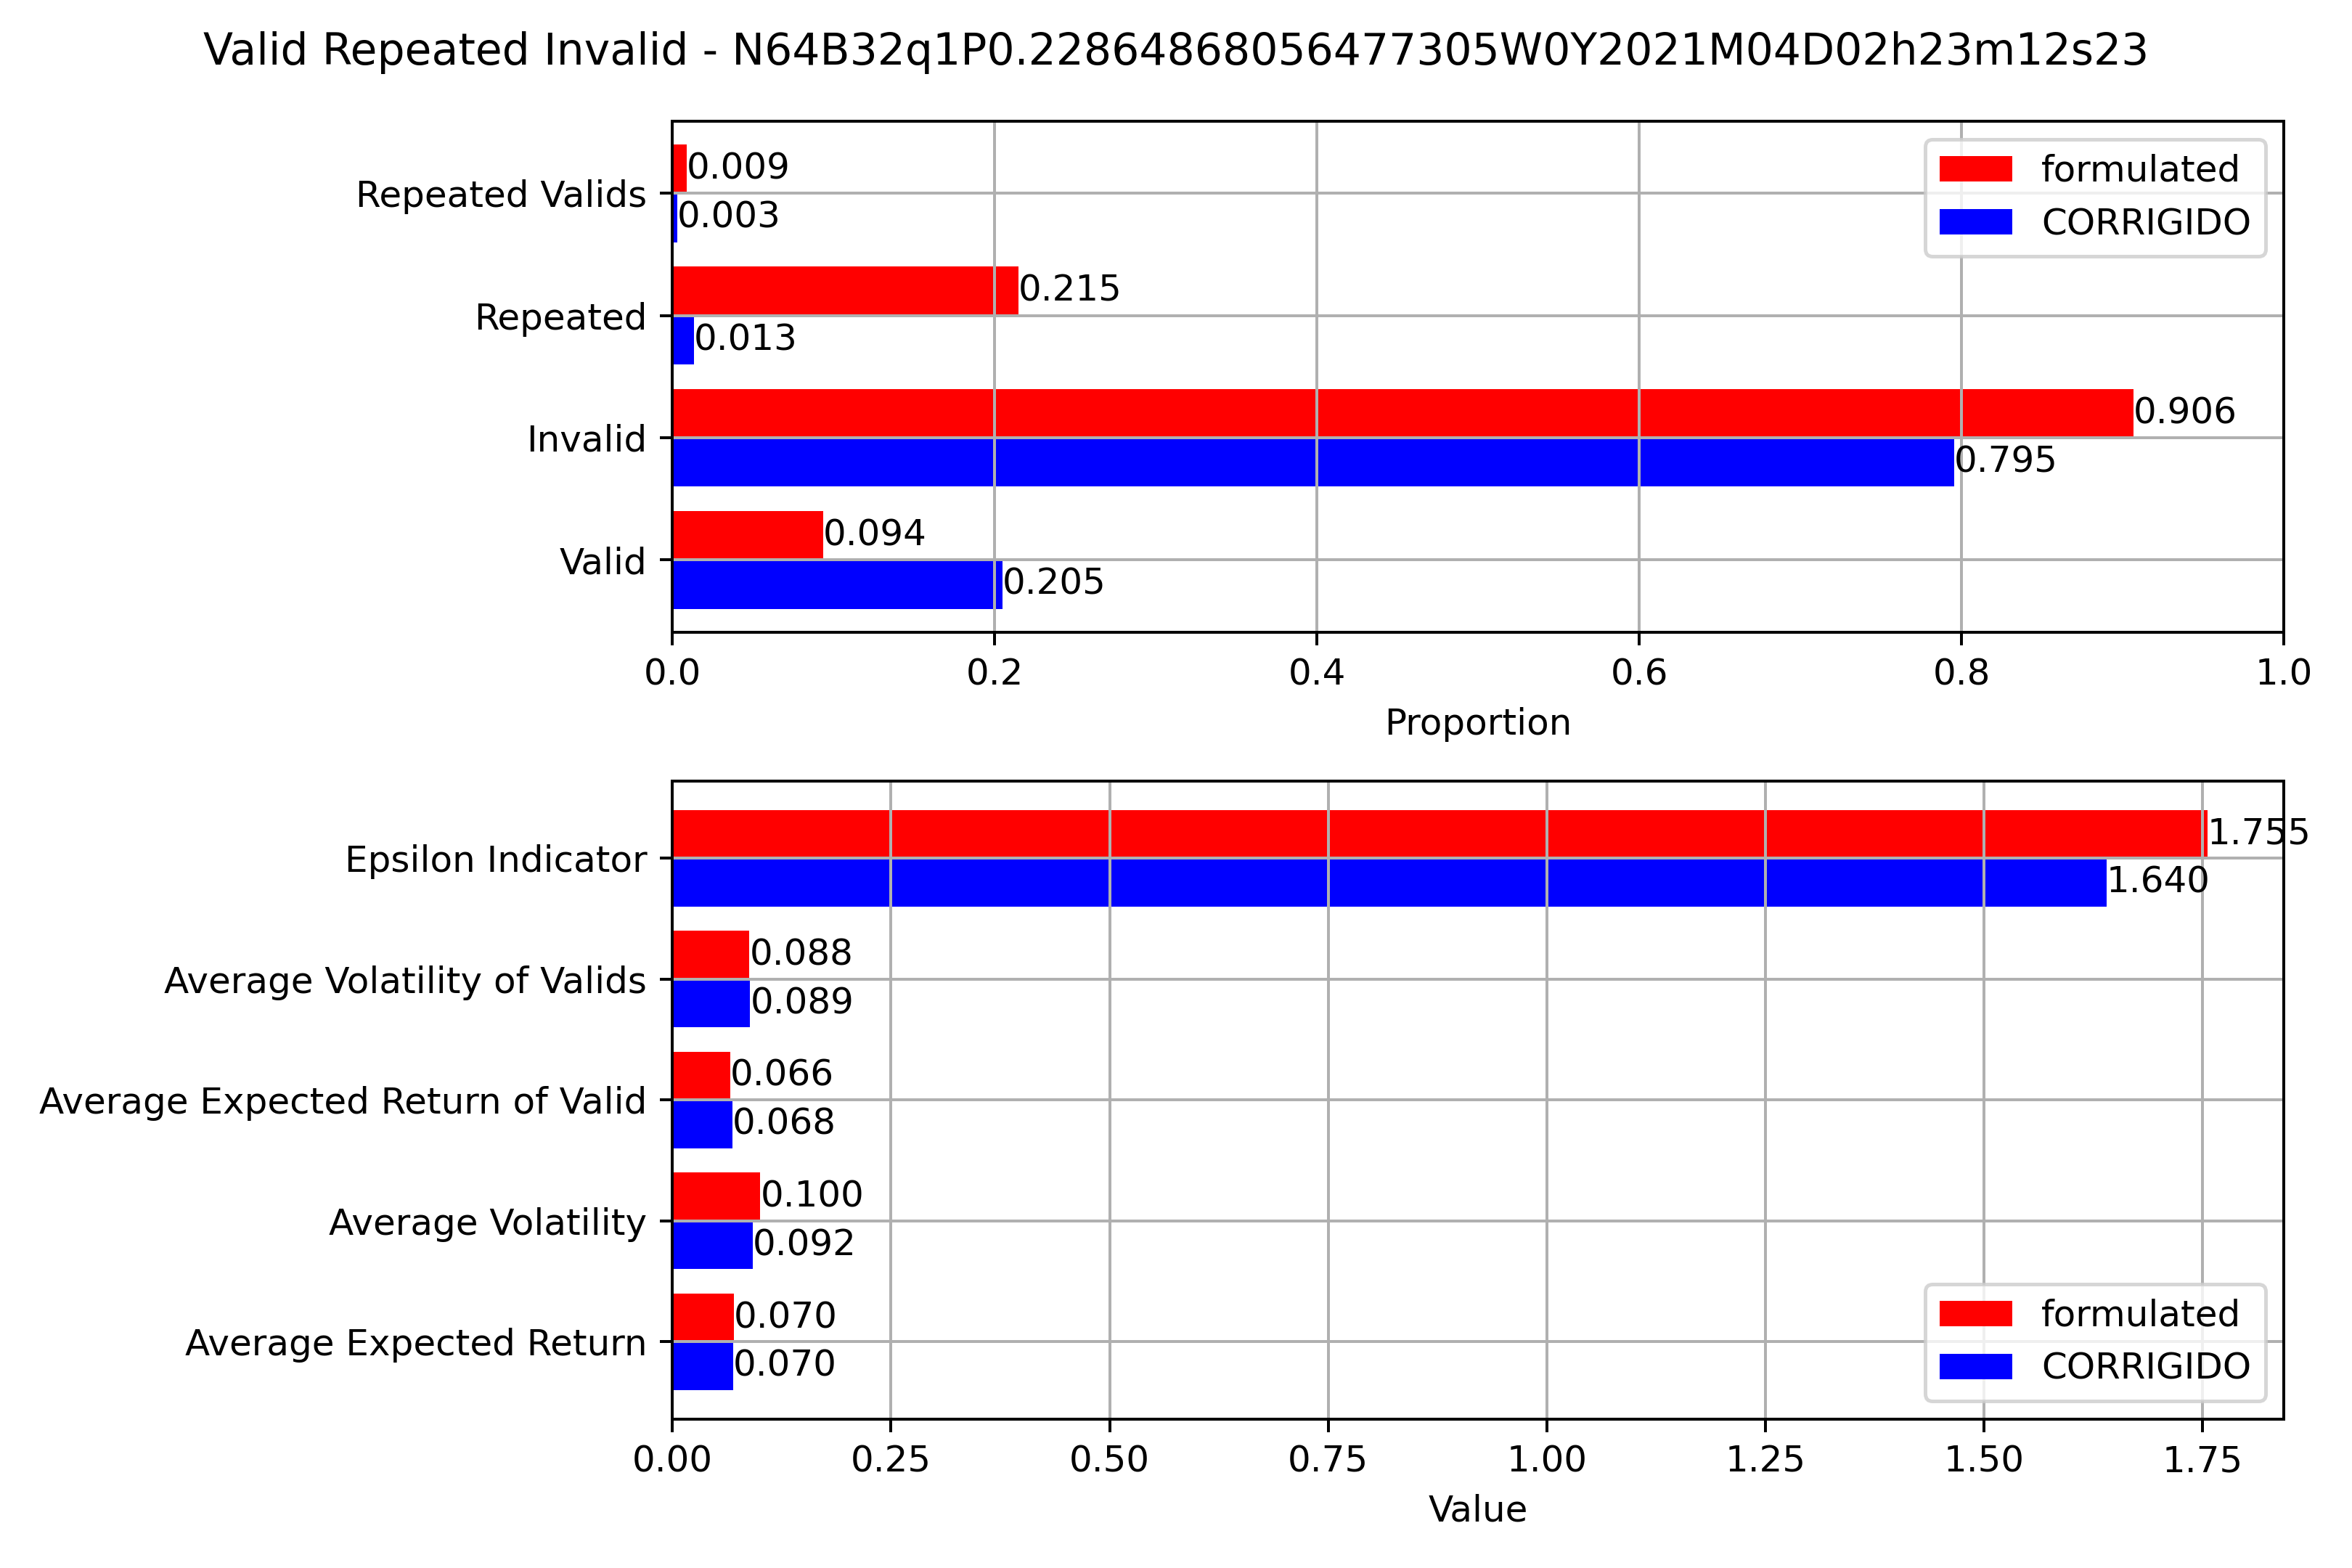 Valid Repeated Invalid - N64B32q1P0.22864868056477305W0Y2021M04D02h23m12s23
Repeated Valids
0.009
0.003
Repeated
0.215
0.013
Invalid
0.906
0.795
Valid
0.094
0.205
formulated
CORRIGIDO
0.0 0.2 0.4 0.6 0.8 1.0
Proportion
Epsilon Indicator
1.755
1.640
Average Volatility of Valids
0.088
0.089
Average Expected Return of Valid
0.066
0.068
Average Volatility
0.100
0.092
Average Expected Return
0.070
0.070
formulated
CORRIGIDO
0.00 0.25 0.50 0.75 1.00 1.25 1.50 1.75
Value